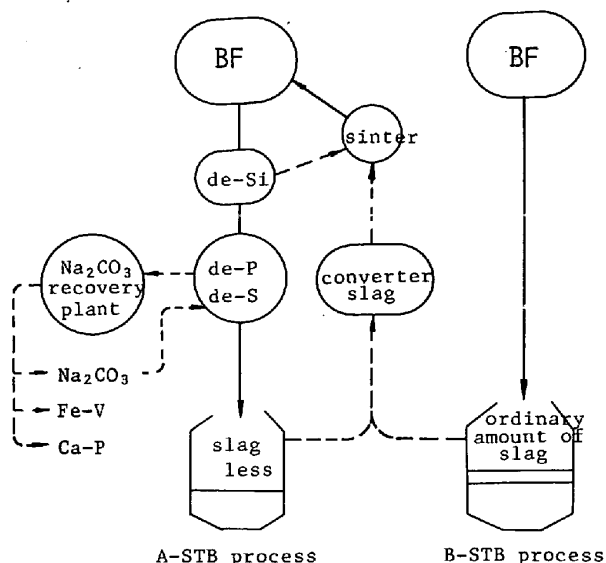 BF
BF
sinter
de-Si
Na₂CO₃
recovery
plant
de-P
de-S
converter
slag
Na₂CO₃
Fe-V
Ca-P
slag
less
ordinary
amount of
slag
A-STB process
B-STB process